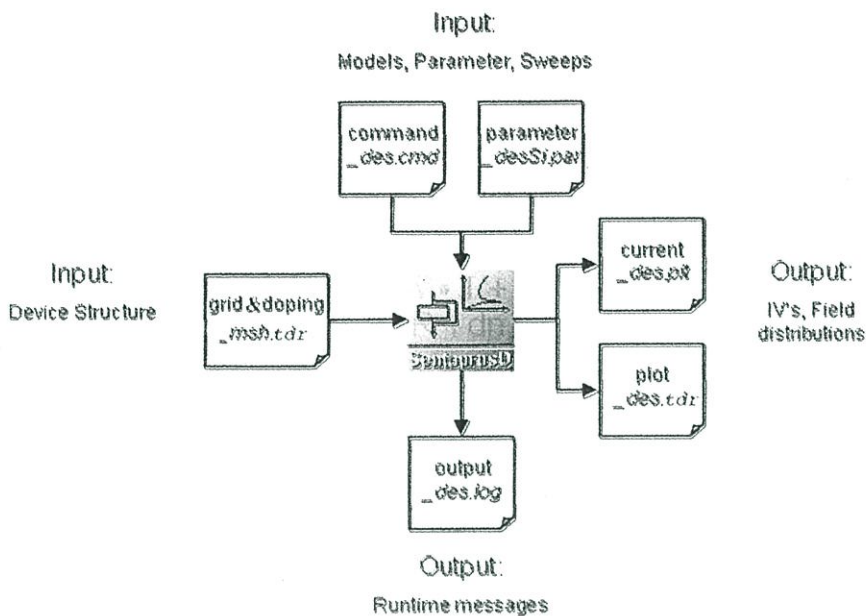 Input:
Models, Parameter, Sweeps
command
_des.cmd
parameter
_desSi.par
Input:
Device Structure
grid & doping
_msh.tdr
SentaurusD
current
_des.plt
plot
_des.tdr
Output:
IV's, Field
distributions
output
_des.log
Output:
Runtime messages